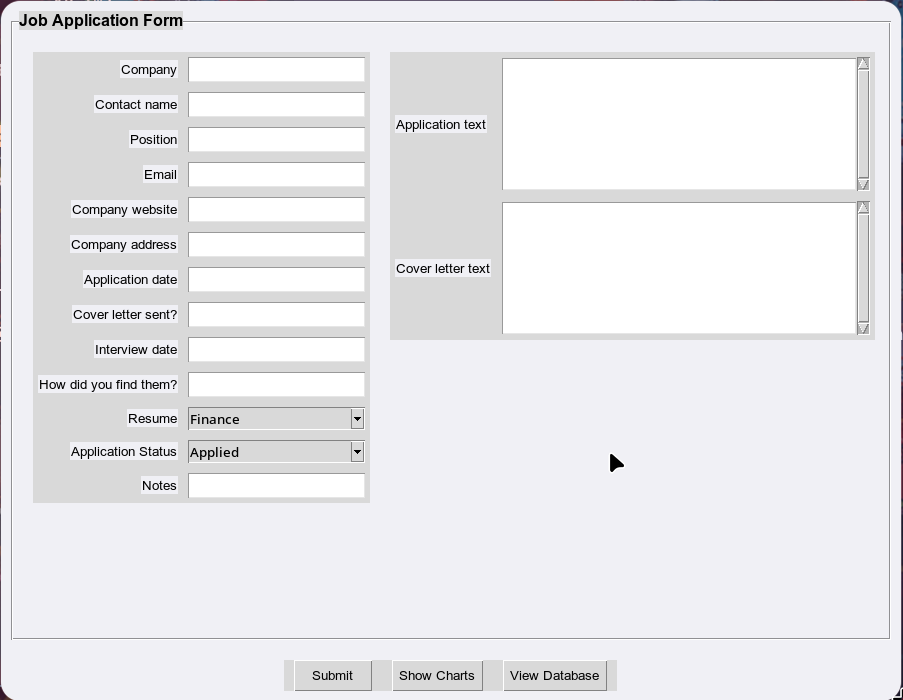 Job Application Form
Company
Contact name
Position
Email
Company website
Company address
Application date
Cover letter sent?
Interview date
How did you find them?
Resume Finance
Application Status Applied
Notes
Application text
Cover letter text
Submit Show Charts View Database